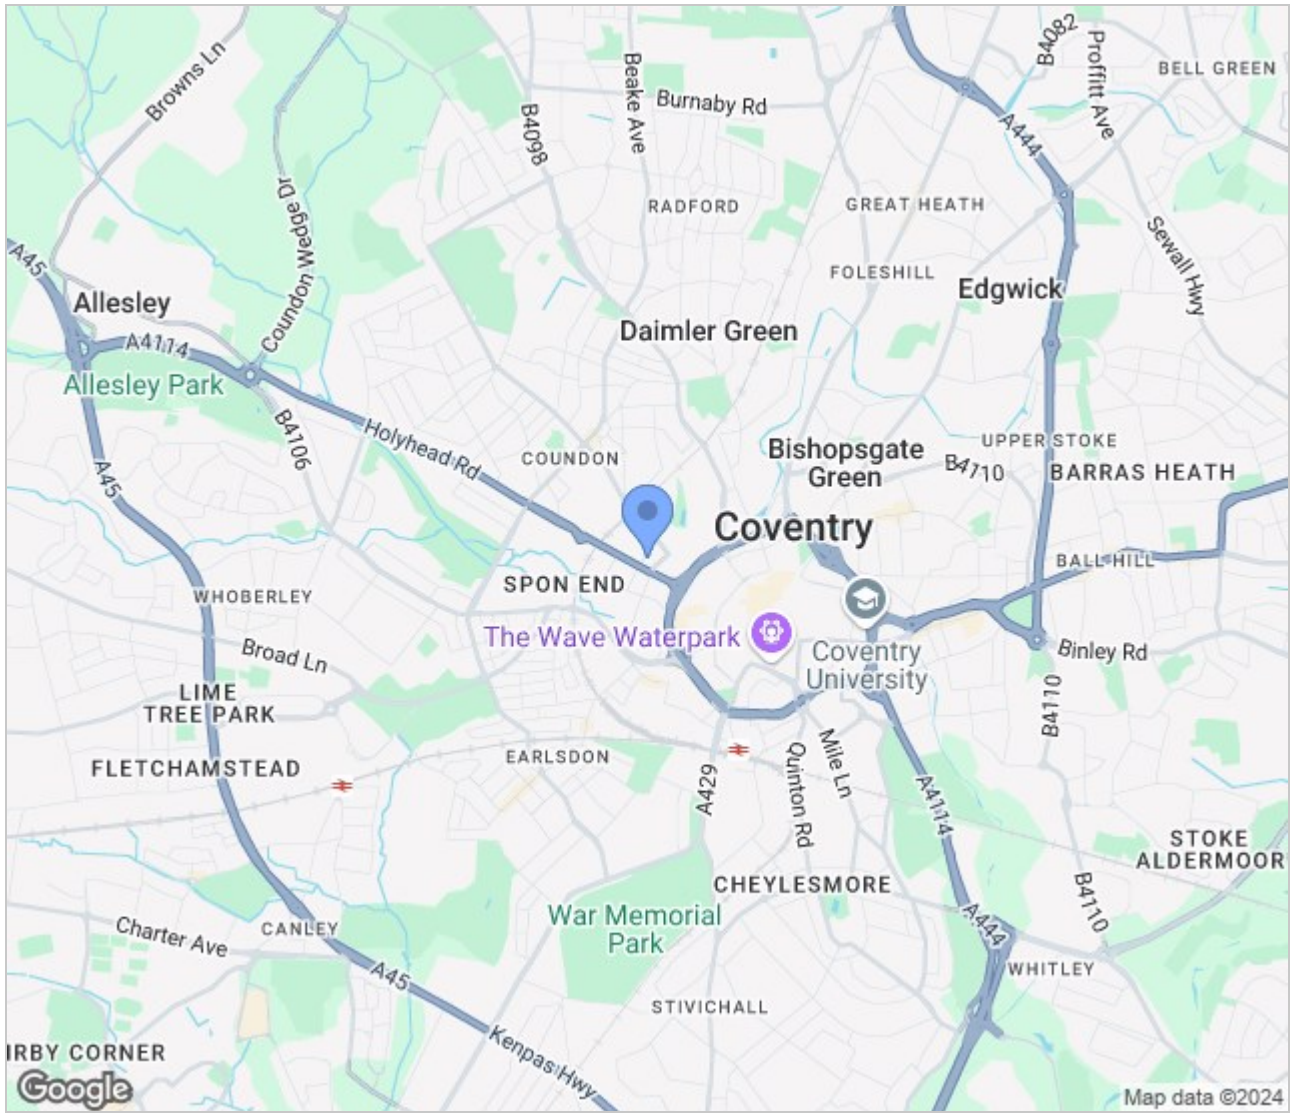 B4082
Proffitt Ave
BELL GREEN
Browns Ln
Beake Ave
Burnaby Rd
B4098
A444
Coundon Wedge Dr
RADFORD
GREAT HEATH
Sewall Hwy
A45
FOLESHILL
Allesley
Edgwick
Daimler Green
A4114
Allesley Park
B4106
Holyhead Rd
COUNDON
Bishopsgate
Green
UPPER STOKE
B4710
BARRAS HEATH
A45
Coventry
BALL HILL
SPON END
WHOBERLEY
The Wave Waterpark
Coventry
University
Binley Rd
Broad Ln
LIME
TREE PARK
B4110
EARLSDON
Mile Ln
Quinton Rd
FLETCHAMSTEAD
A429
A4114
STOKE
ALDERMOOR
CHEYLESMORE
B4110
War Memorial
Park
A444
CANLEY
Charter Ave
WHITLEY
A45
STIVICHALL
Kenpas Hwy
IRBY CORNER
Google
Map data ©2024